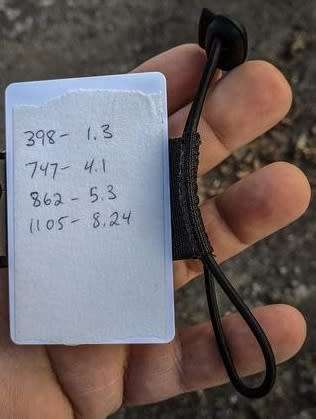 398- 1.3
747- 4.1
862 - 5.3
1105 - 8.24